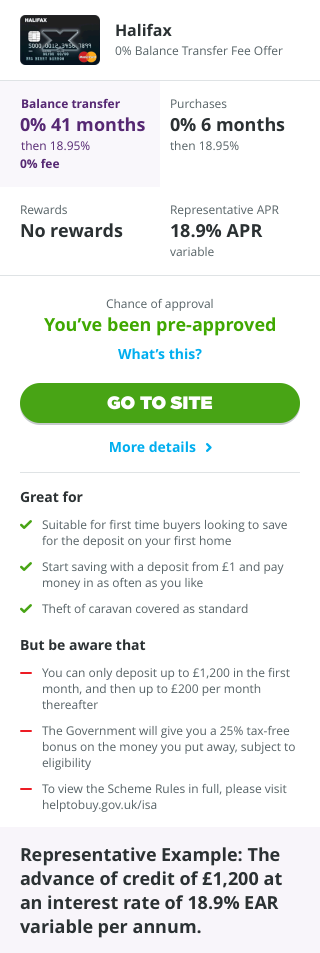 HALIFAX
Halifax
0% Balance Transfer Fee Offer
Balance transfer
0% 41 months
then 18.95%
0% fee
Purchases
0% 6 months
then 18.95%
Rewards
No rewards
Representative APR
18.9% APR
variable
Chance of approval
You’ve been pre-approved
What’s this?
GO TO SITE
More details
Great for
Suitable for first time buyers looking to save
for the deposit on your first home
Start saving with a deposit from £1 and pay
money in as often as you like
Theft of caravan covered as standard
But be aware that
You can only deposit up to £1,200 in the first
month, and then up to £200 per month
thereafter
The Government will give you a 25% tax-free
bonus on the money you put away, subject to
eligibility
To view the Scheme Rules in full, please visit
helptobuy.gov.uk/isa
Representative Example: The
advance of credit of £1,200 at
an interest rate of 18.9% EAR
variable per annum.